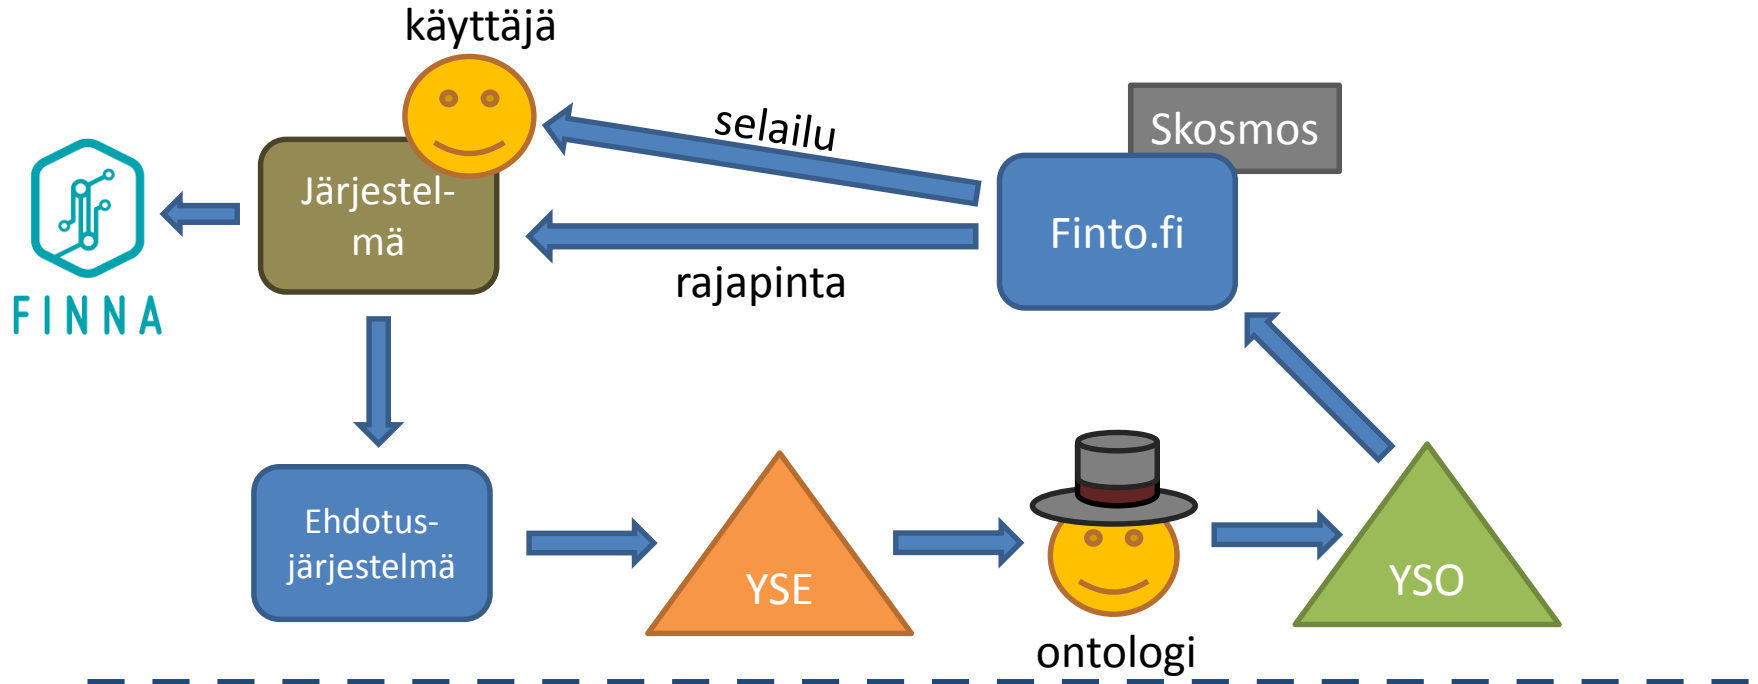 käyttäjä
selailu
Skosmos
Järjestel-
mä
Finto.fi
rajapinta
FINNA
Ehdotus-
järjestelmä
YSE
YSO
ontologi